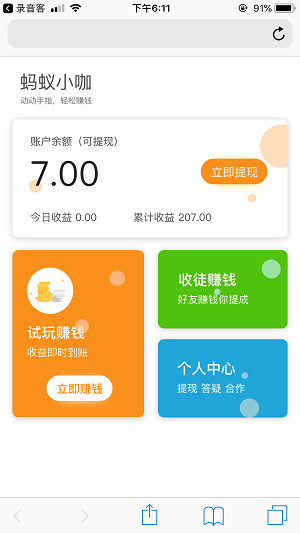 录音客 下午6:11 91%
蚂蚁小咖
动动手指，轻松赚钱
账户余额（可提现）
7.00
立即提现
今日收益 0.00 累计收益 207.00
试玩赚钱
收益即时到账
立即赚钱
收徒赚钱
好友赚钱你提成
个人中心
提现 答疑 合作